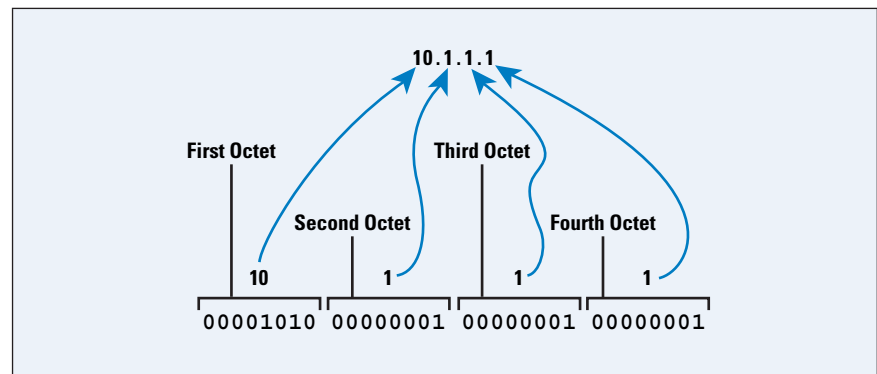 10.1.1.1
First Octet
Third Octet
Second Octet
Fourth Octet
10 1 1 1
00001010 00000001 00000001 00000001